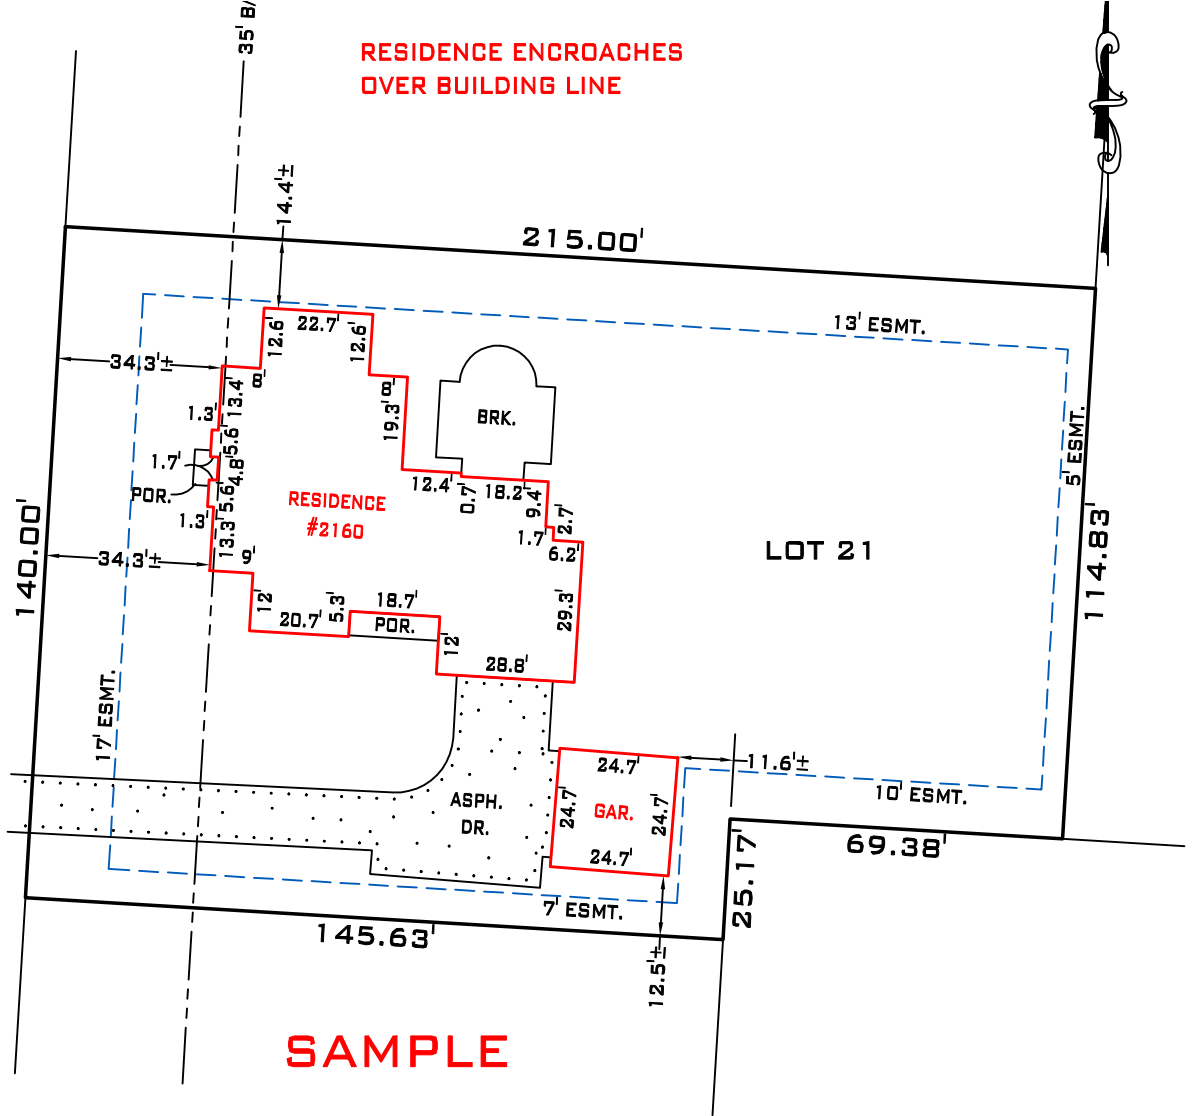 35' B/
RESIDENCE ENCROACHES
OVER BUILDING LINE
14.4'±
215.00'
13' ESMT.
22.7'
12.6'
12.6'
34.3'±
8'
8'
13.4'
1.3'
19.3'
BRK.
5' ESMT.
5.6'
1.7'
4.8'
POR.
12.4'
0.7'
18.2'
9.4'
2.7'
RESIDENCE
#2160
5.6'
1.3'
13.3'
1.7'
6.2'
LOT 21
140.00'
114.83'
34.3'±
9'
12'
20.7'
5.3'
18.7'
POR.
12'
29.3'
28.8'
17' ESMT.
24.7'
11.6'±
10' ESMT.
ASPH.
DR.
24.7'
GAR.
24.7'
24.7'
69.38'
25.17'
7' ESMT.
145.63'
12.5'±
SAMPLE